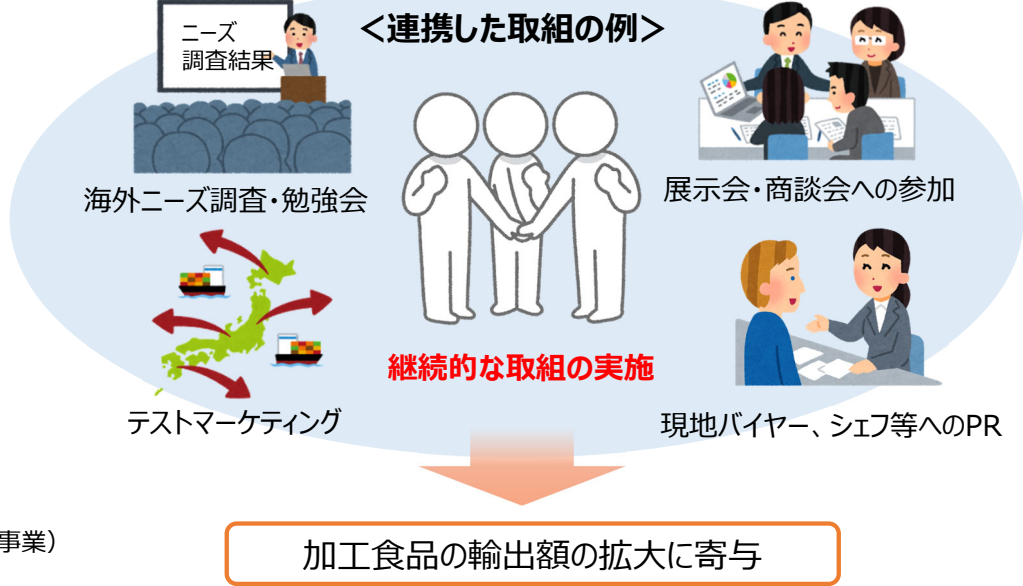 <連携した取組の例>
ニーズ
調査結果
海外ニーズ調査・勉強会
展示会・商談会への参加
継続的な取組の実施
テストマーケティング
現地バイヤー、シェフ等へのPR
事業)
加工食品の輸出額の拡大に寄与